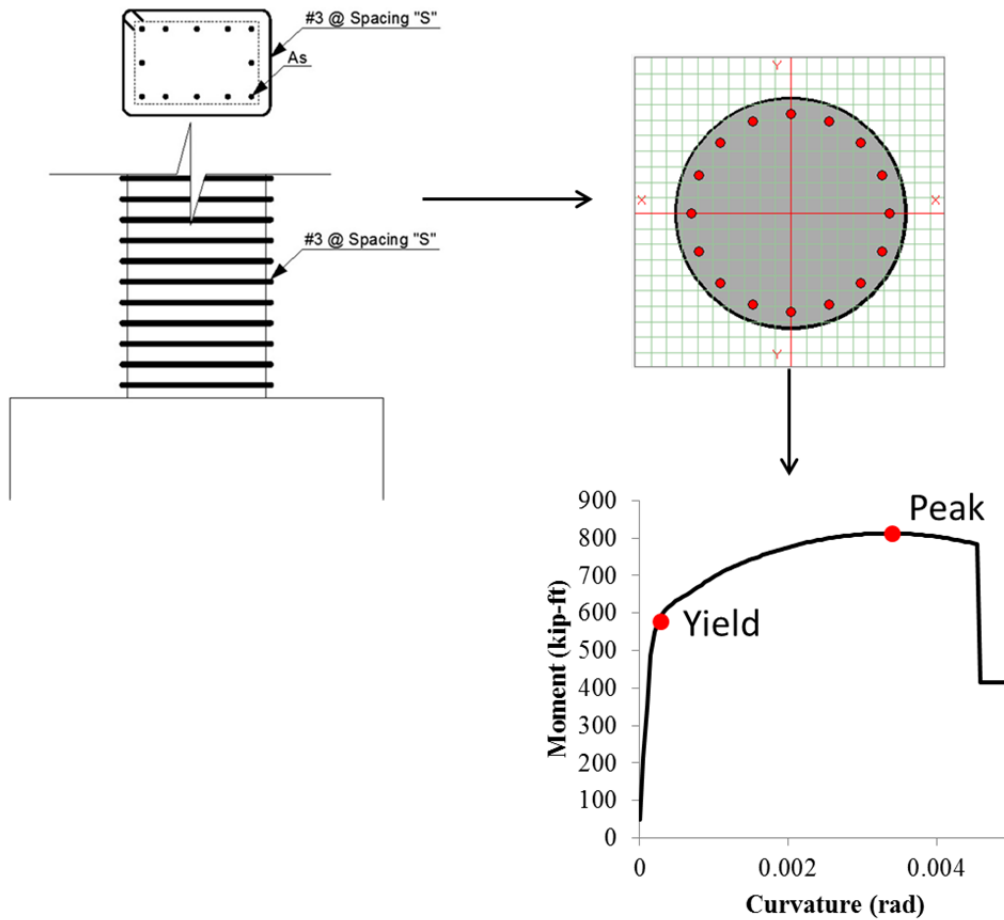 #3 @ Spacing "S"
As
#3 @ Spacing "S"
Y
X
X
Y
900
800
700
600
500
400
300
200
100
0
Moment (kip-ft)
Peak
Yield
0
0.002
0.004
Curvature (rad)